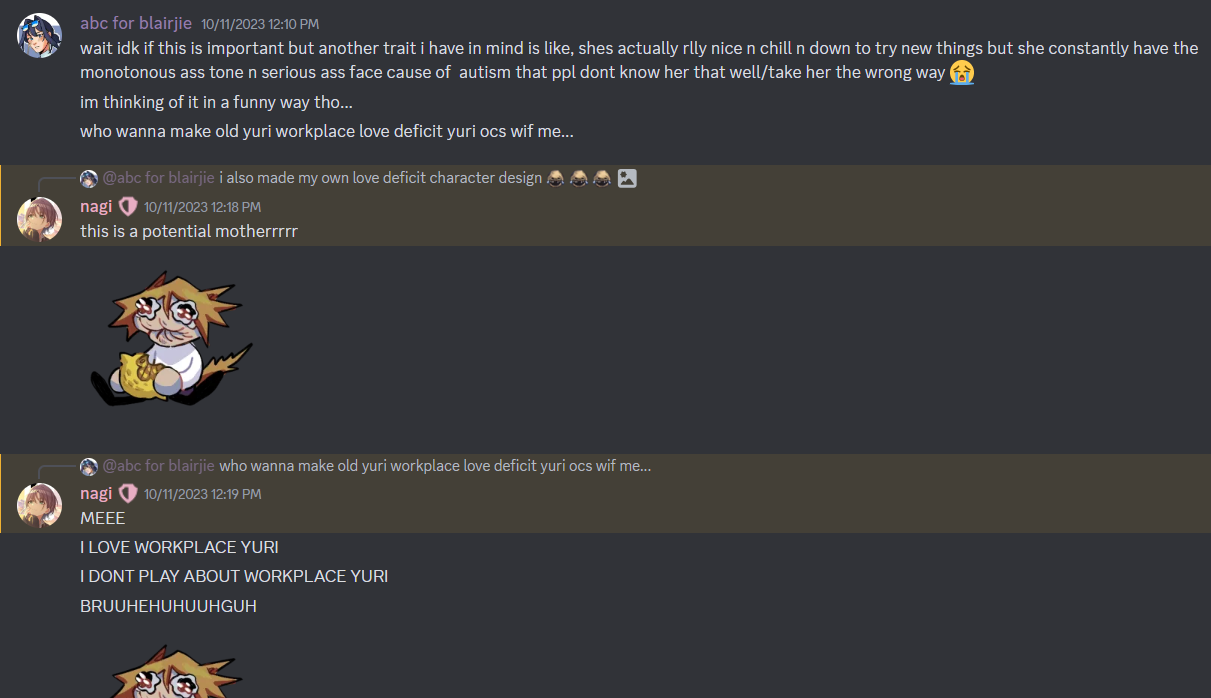 abc for blairjie 10/11/2023 12:10 PM
wait idk if this is important but another trait i have in mind is like, shes actually rlly nice n chill n down to try new things but she constantly have the
monotonous ass tone n serious ass face cause of autism that ppl dont know her that well/take her the wrong way 😭
im thinking of it in a funny way tho...
who wanna make old yuri workplace love deficit yuri ocs wif me...
@abc for blairjie i also made my own love deficit character design
nagi 10/11/2023 12:18 PM
this is a potential motherrrrr
@abc for blairjie who wanna make old yuri workplace love deficit yuri ocs wif me...
nagi 10/11/2023 12:19 PM
MEEE
I LOVE WORKPLACE YURI
I DONT PLAY ABOUT WORKPLACE YURI
BRUUHEHUHUUHGUH